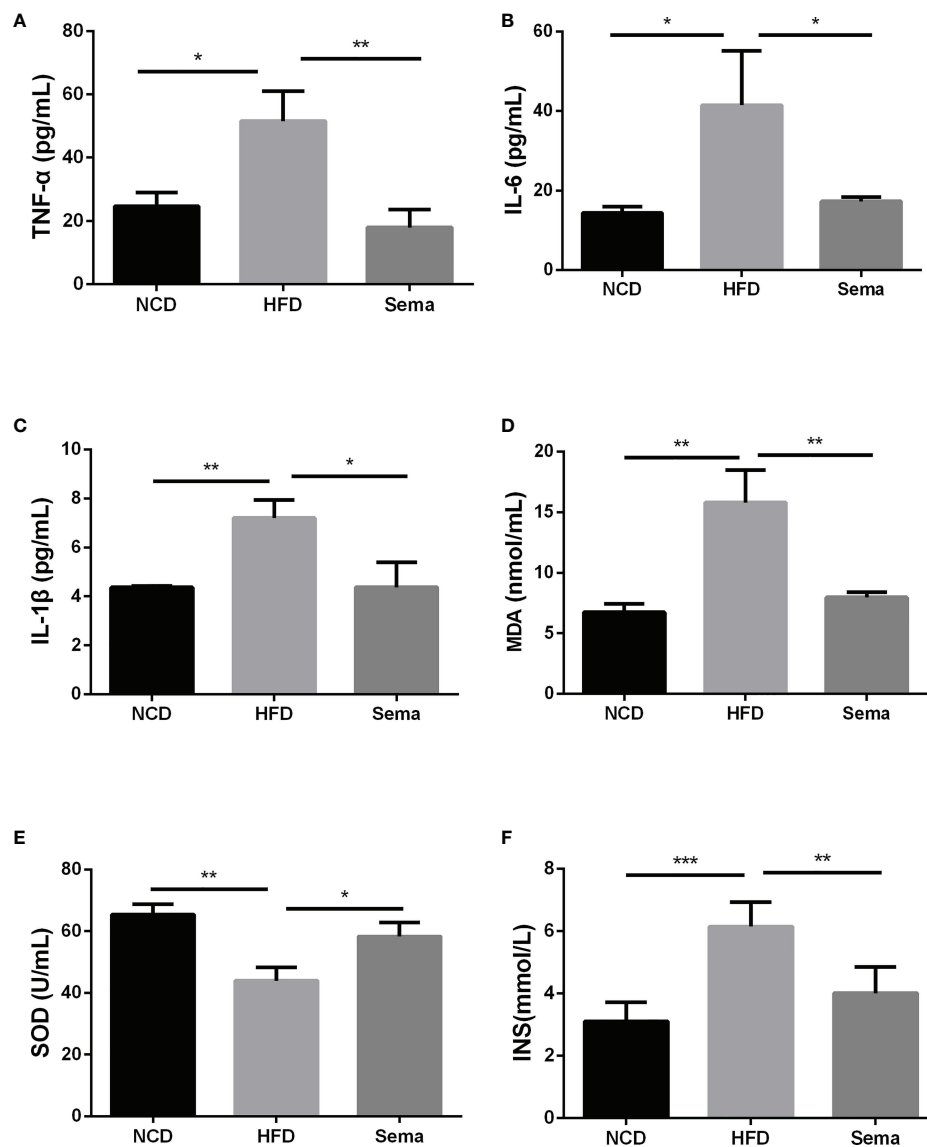 A
TNF-α (pg/mL)
80
60
40
20
0
*
**
NCD HFD Sema
B
IL-6 (pg/mL)
60
40
20
0
*
*
NCD HFD Sema
C
IL-1β (pg/mL)
10
8
6
4
2
0
**
*
NCD HFD Sema
D
MDA (nmol/mL)
20
15
10
5
0
**
**
NCD HFD Sema
E
SOD (U/mL)
80
60
40
20
0
**
*
NCD HFD Sema
F
INS(mmol/L)
8
6
4
2
0
***
**
NCD HFD Sema